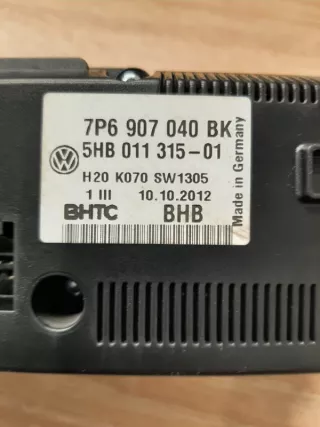 7P6 907 040 BK
5HB 011 315-01
H20 K070 SW1305
1 III 10.10.2012
BHTC BHB
Made in Germany